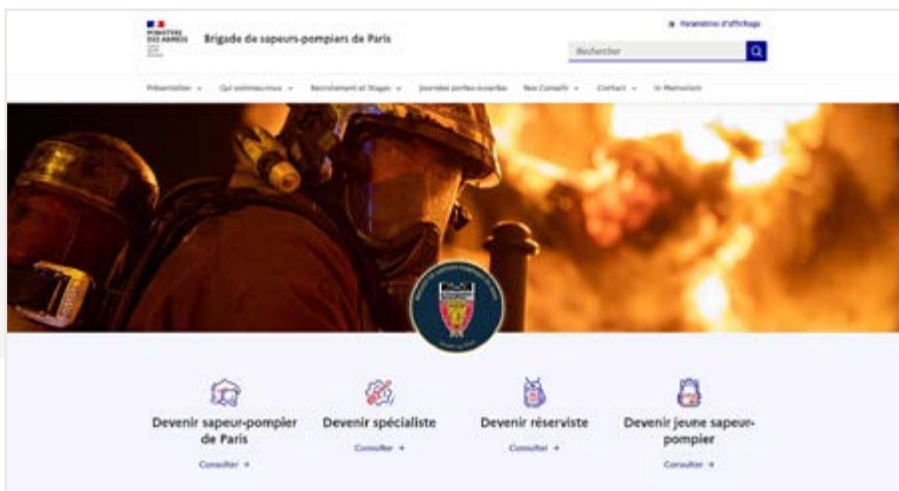 MINISTÈRE
DES ARMÉES
Brigade de sapeurs-pompiers de Paris
Paramètres d'affichage
Rechercher
Présentation
Qui sommes-nous
Recrutement et Stages
Journées portes ouvertes
Nos Conseils
Contact
In Memoriam
Devenir sapeur-pompier
de Paris
Consulter →
Devenir spécialiste
Consulter →
Devenir réserviste
Consulter →
Devenir jeune sapeur-
pompier
Consulter →